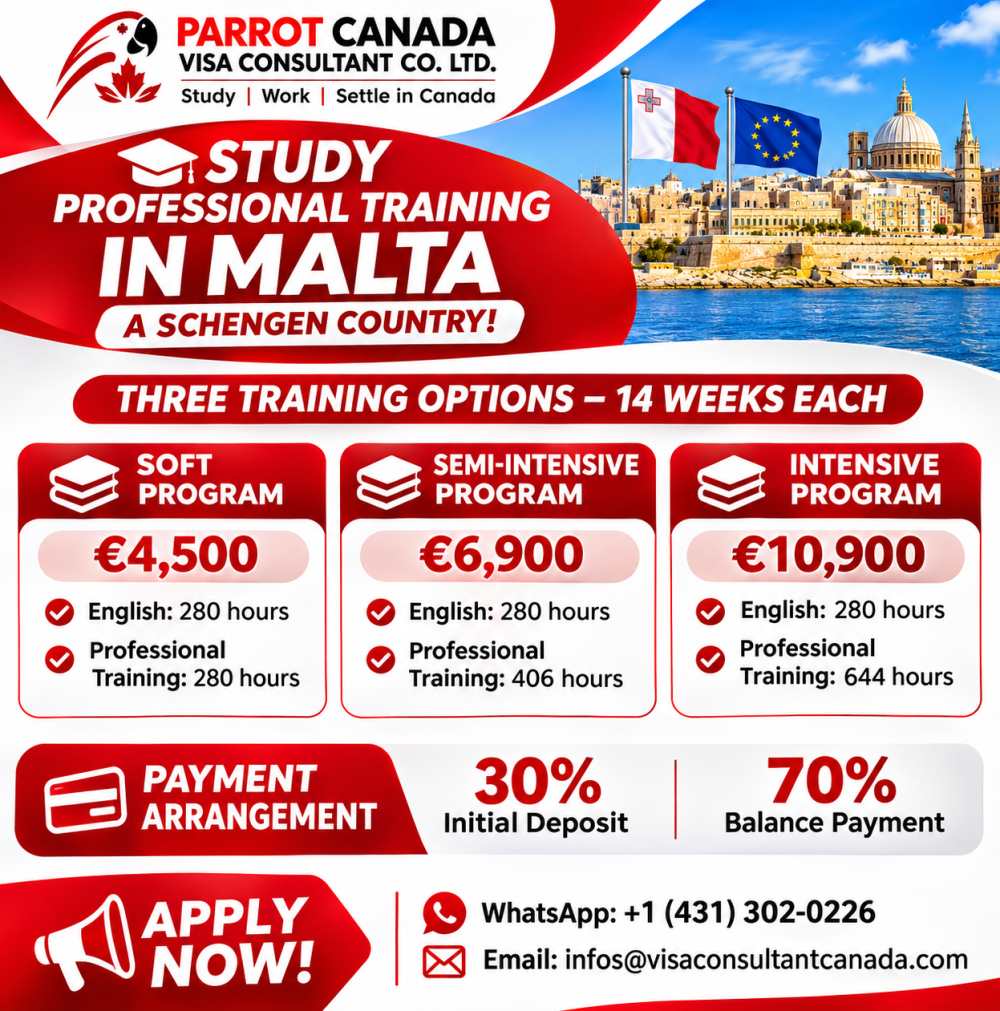 PARROT CANADA
VISA CONSULTANT CO. LTD.
Study | Work | Settle in Canada
STUDY
PROFESSIONAL TRAINING
IN MALTA
A SCHENGEN COUNTRY!
THREE TRAINING OPTIONS – 14 WEEKS EACH
SOFT
PROGRAM
€4,500
English: 280 hours
Professional
Training: 280 hours
SEMI-INTENSIVE
PROGRAM
€6,900
English: 280 hours
Professional
Training: 406 hours
INTENSIVE
PROGRAM
€10,900
English: 280 hours
Professional
Training: 644 hours
PAYMENT
ARRANGEMENT
30%
Initial Deposit
70%
Balance Payment
APPLY
NOW!
WhatsApp: +1 (431) 302-0226
Email: infos@visaconsultantcanada.com